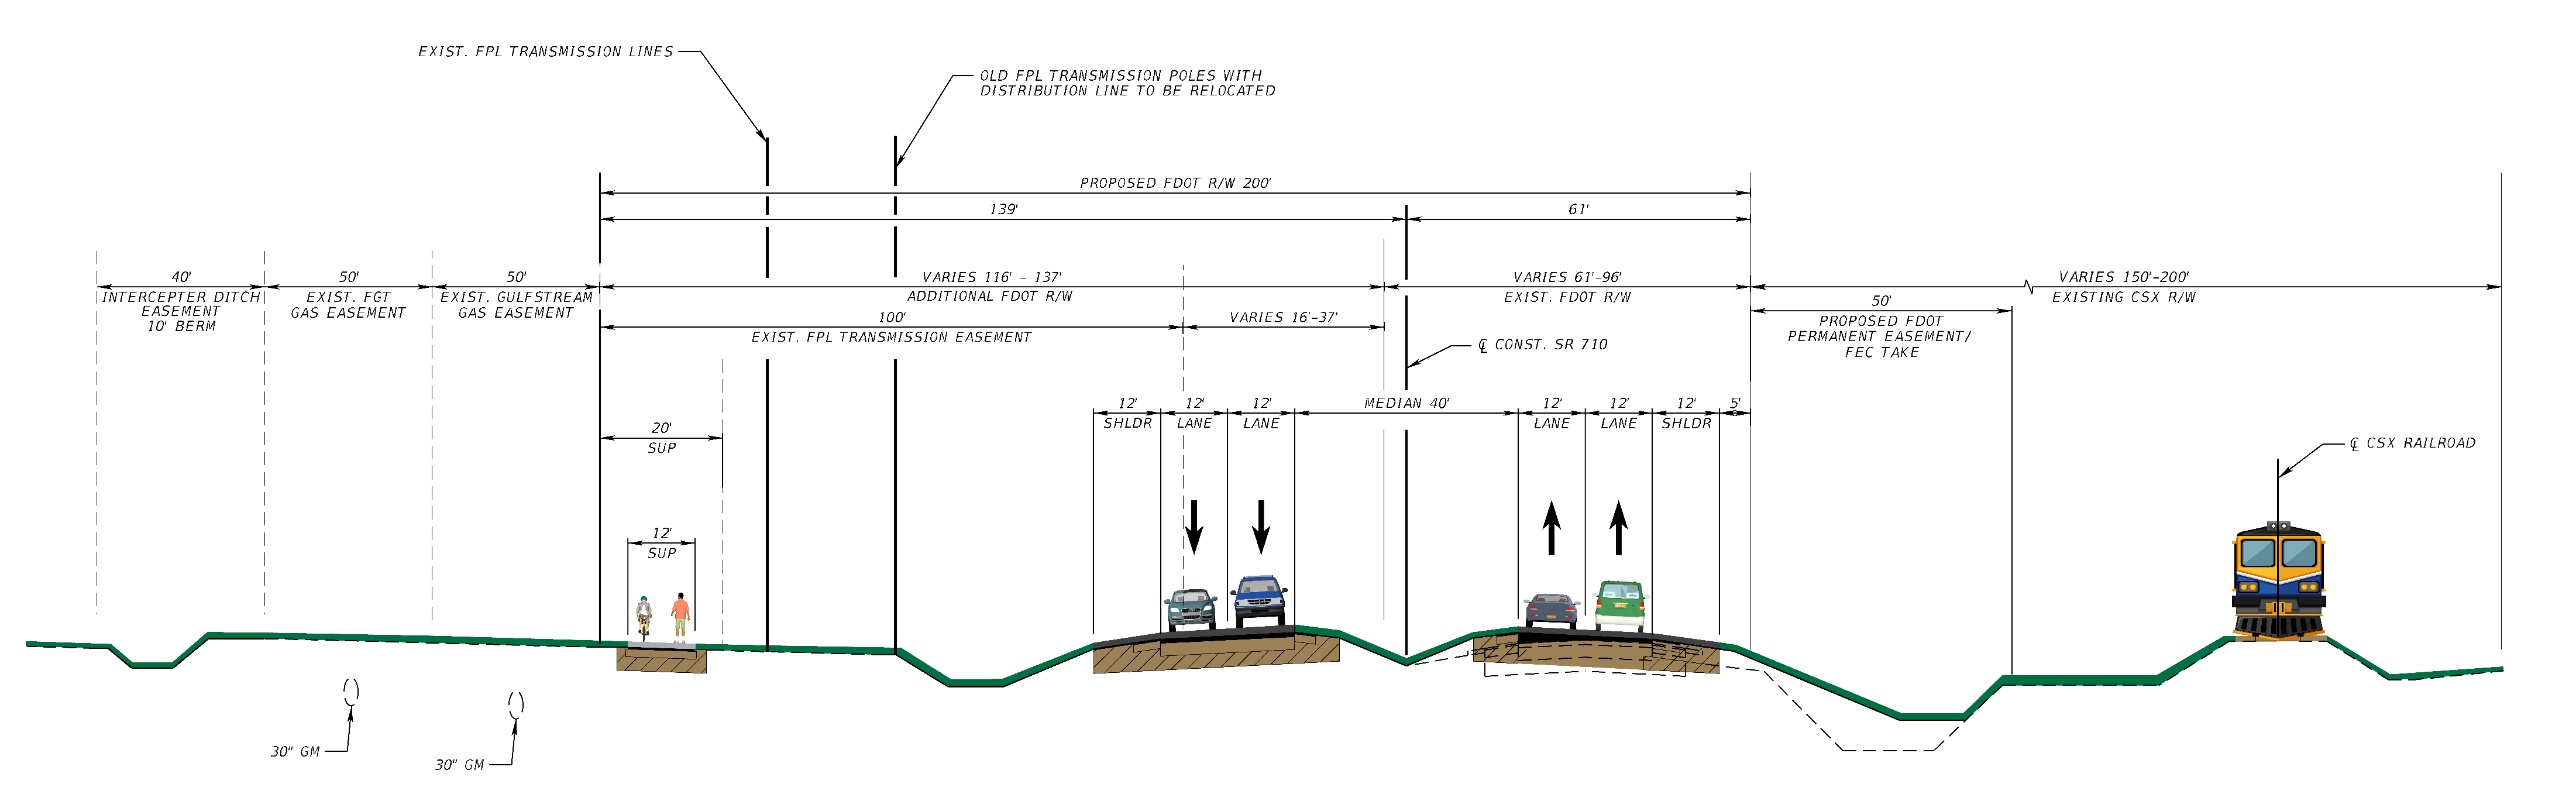 EXIST. FPL TRANSMISSION LINES
OLD FPL TRANSMISSION POLES WITH
DISTRIBUTION LINE TO BE RELOCATED
PROPOSED FDOT R/W 200'
139'
61'
40'
INTERCEPTER DITCH
EASEMENT
10' BERM
50'
EXIST. FGT
GAS EASEMENT
50'
EXIST. GULFSTREAM
GAS EASEMENT
VARIES 116' - 137'
ADDITIONAL FDOT R/W
VARIES 61'-96'
EXIST. FDOT R/W
VARIES 150'-200'
EXISTING CSX R/W
100'
EXIST. FPL TRANSMISSION EASEMENT
VARIES 16'-37'
50'
PROPOSED FDOT
PERMANENT EASEMENT/
FEC TAKE
℄ CONST. SR 710
12'
SHLDR
12'
LANE
12'
LANE
MEDIAN 40'
12'
LANE
12'
LANE
12'
SHLDR
5'
20'
SUP
℄ CSX RAILROAD
12'
SUP
30" GM
30" GM